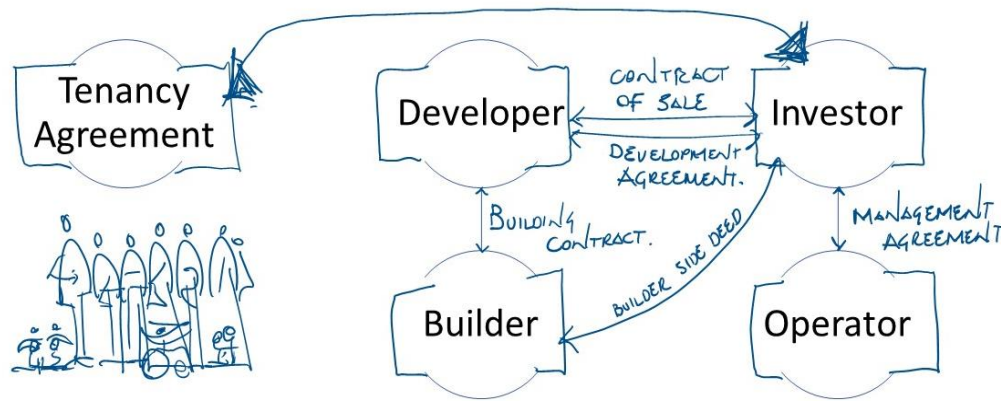 Tenancy
Agreement
Developer
CONTRACT
OF SALE
DEVELOPMENT
AGREEMENT.
Investor
BUILDING
CONTRACT.
BUILDER SIDE DEED
MANAGEMENT
AGREEMENT
Builder
Operator